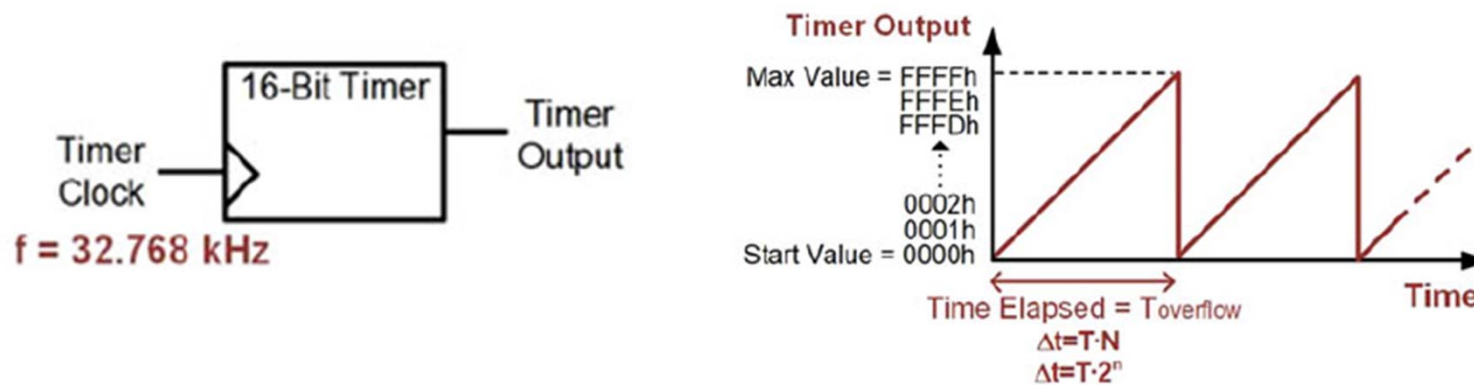 16-Bit Timer
Timer
Clock
f = 32.768 kHz
Timer
Output
Timer Output
Max Value = FFFFh
FFFEh
FFFDh
0002h
0001h
Start Value = 0000h
Time
Time Elapsed = Toverflow
Δt=T·N
Δt=T·2ⁿ